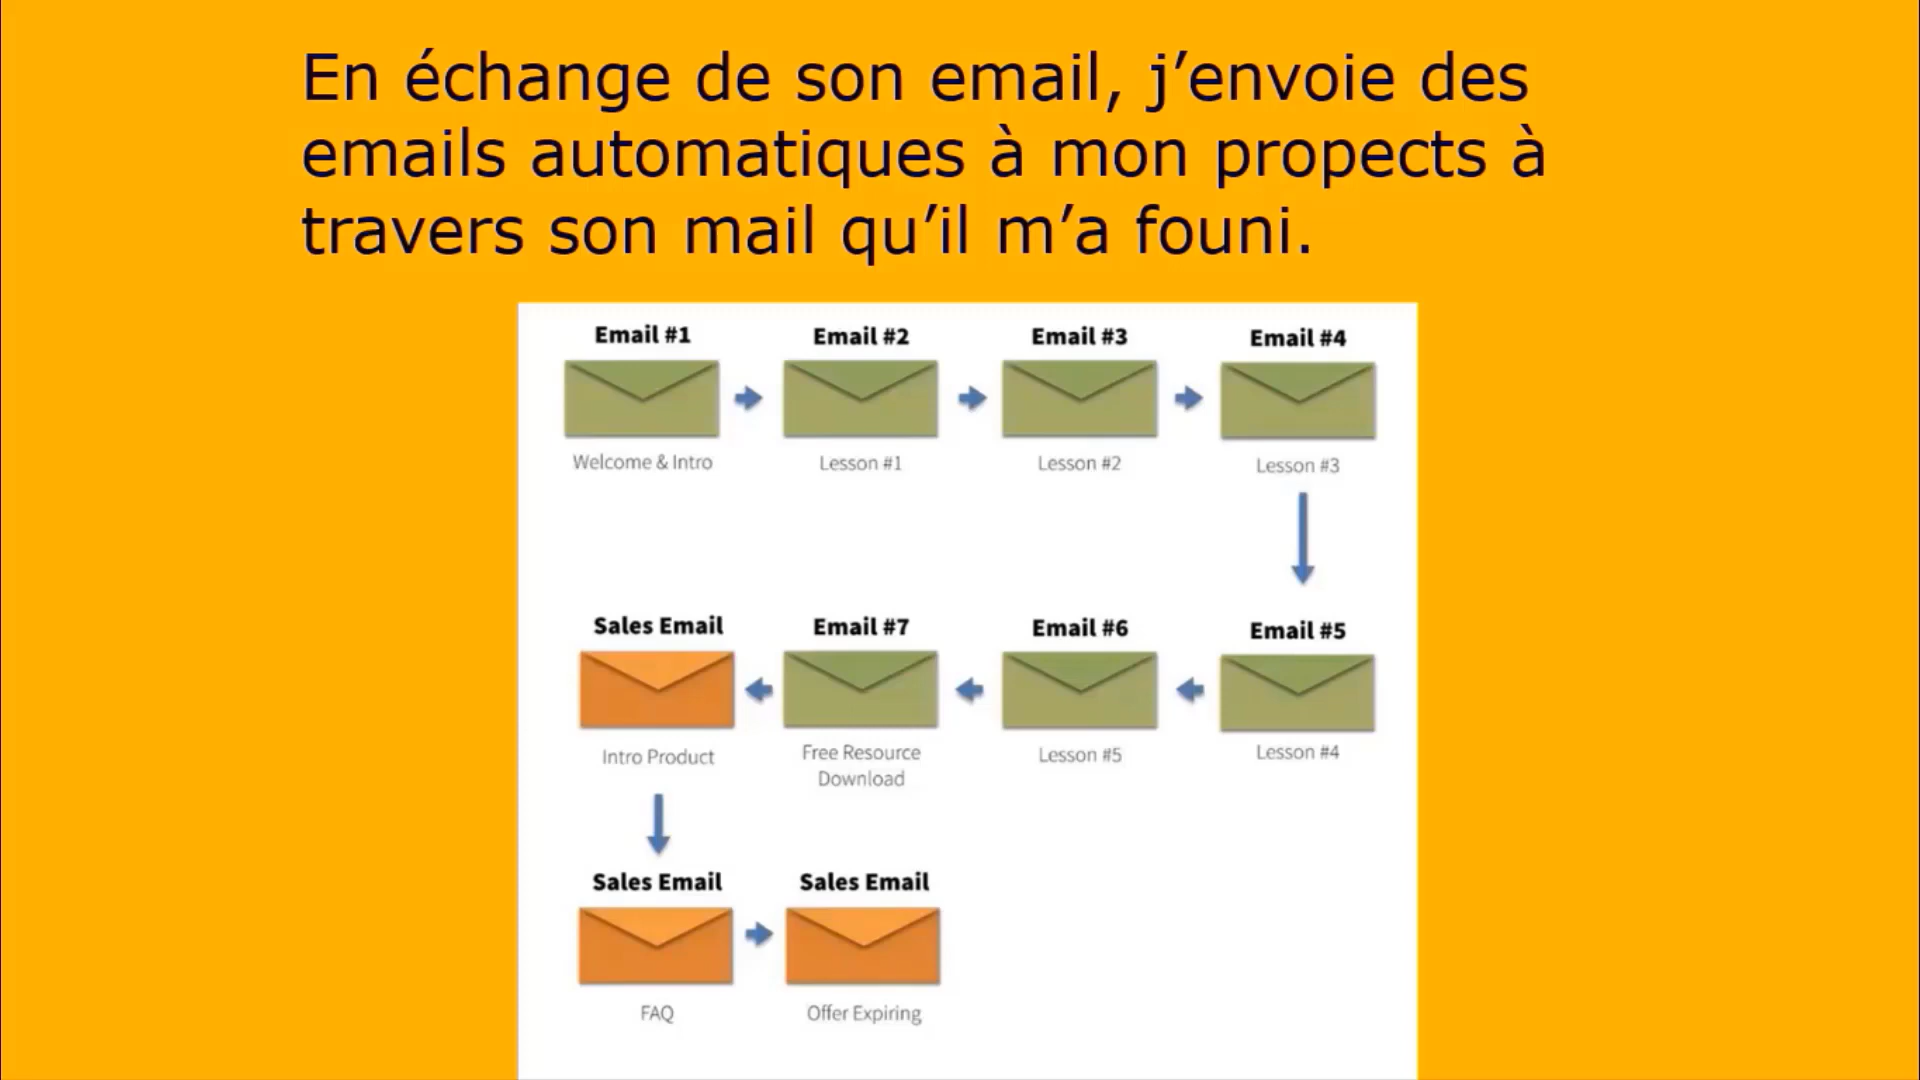 En échange de son email, j’envoie des
emails automatiques à mon propects à
travers son mail qu’il m’a founi.
Email #1
Email #2
Email #3
Email #4
Welcome & Intro
Lesson #1
Lesson #2
Lesson #3
Sales Email
Email #7
Email #6
Email #5
Intro Product
Free Resource
Download
Lesson #5
Lesson #4
Sales Email
Sales Email
FAQ
Offer Expiring